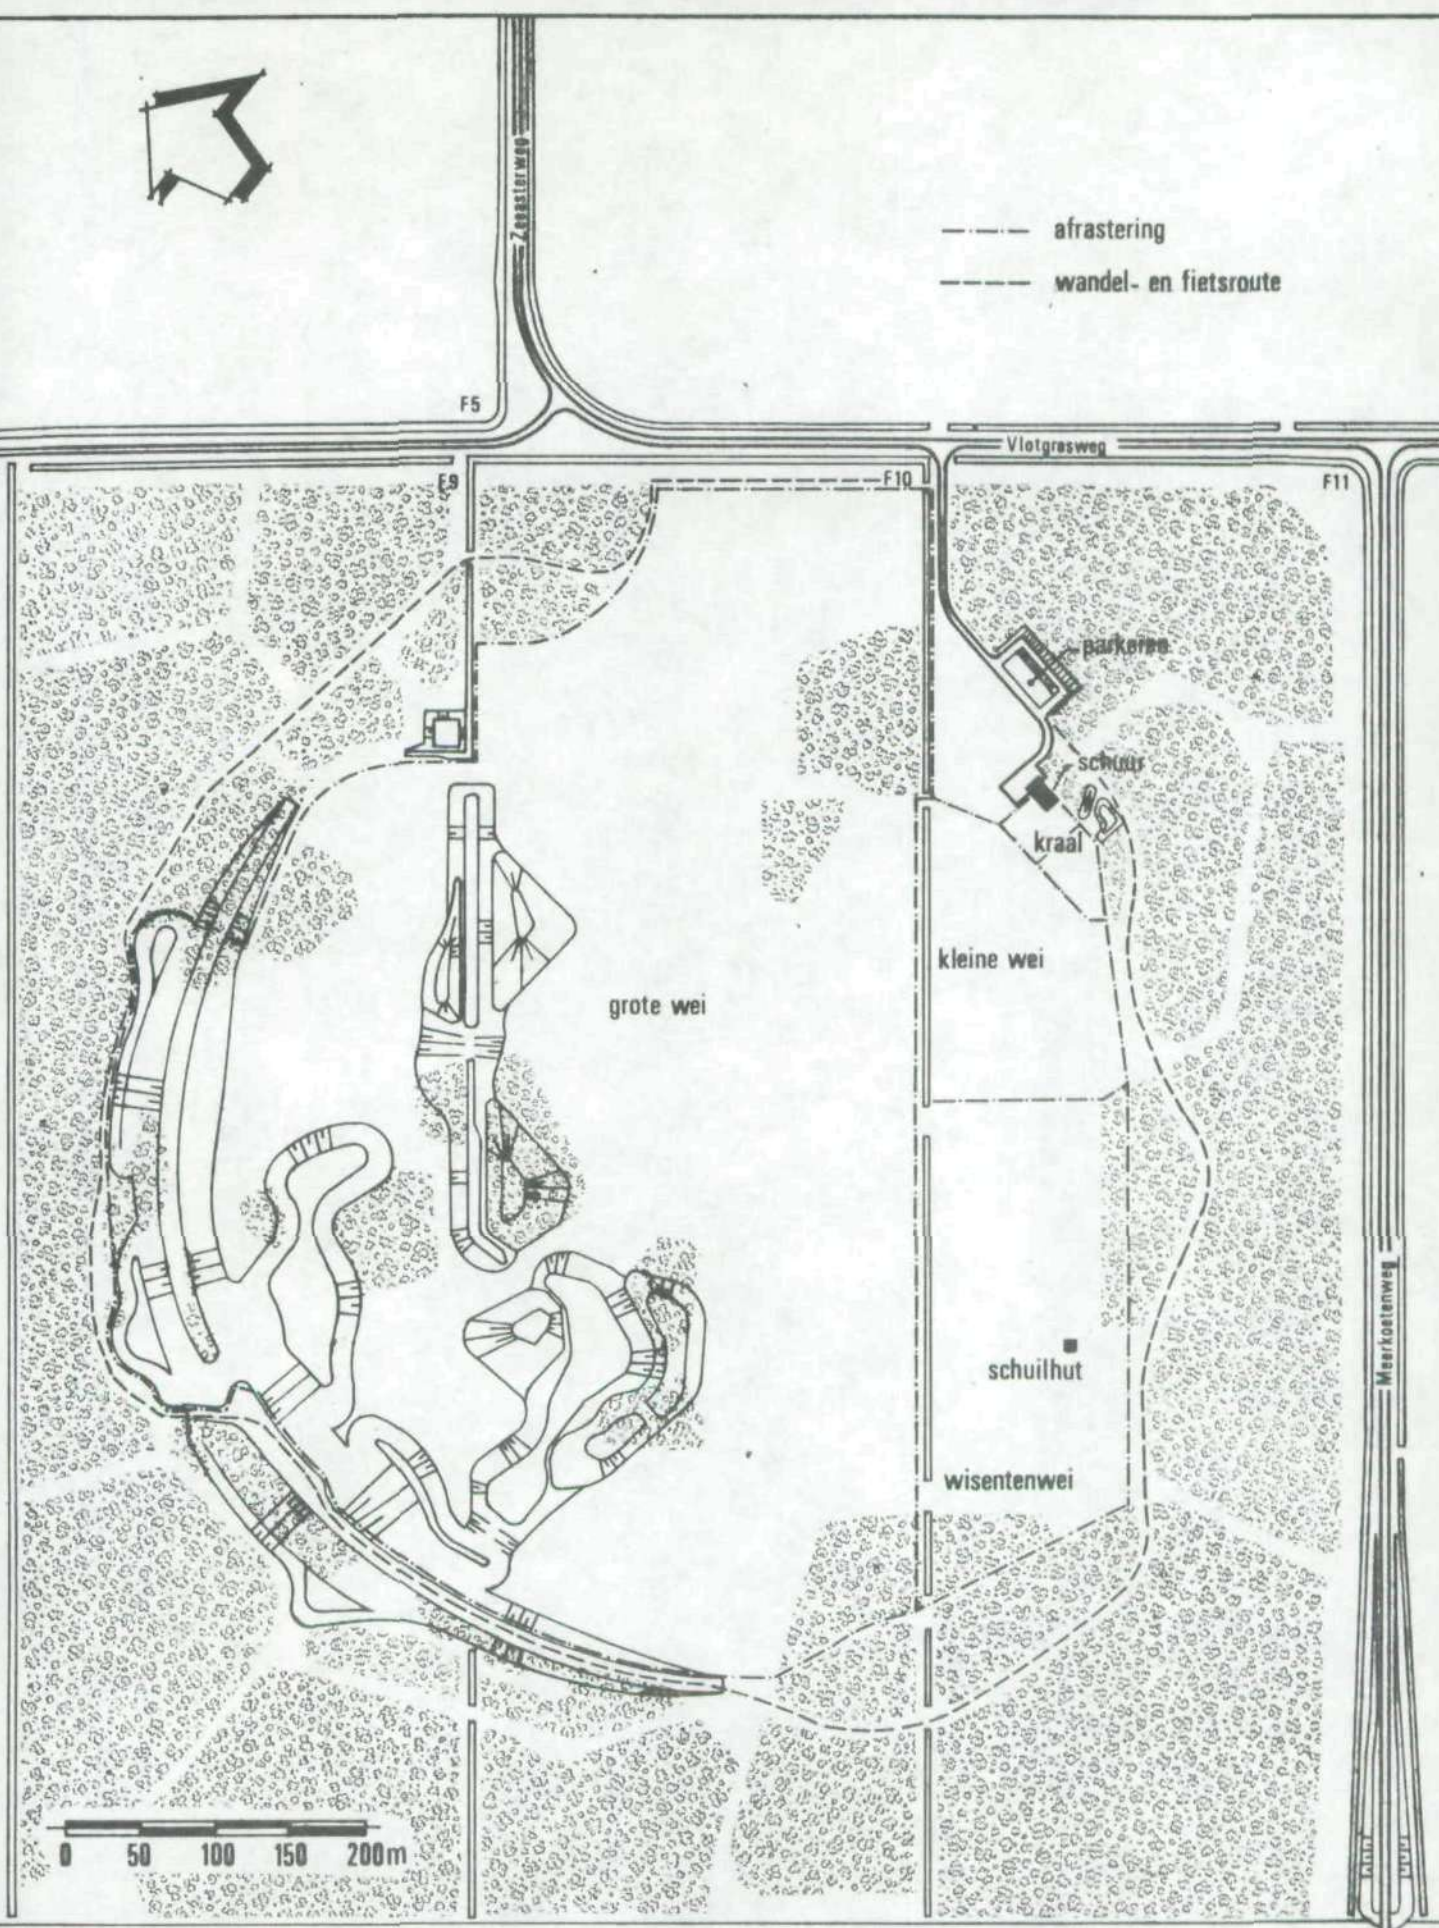 Zeeasterweg
afrastering
wandel- en fietsroute
F5
Vlotgrasweg
F9
F10
F11
parkeren
schuur
kraal
kleine wei
grote wei
Meerkoetenweg
schuilhut
wisentenwei
0 50 100 150 200m